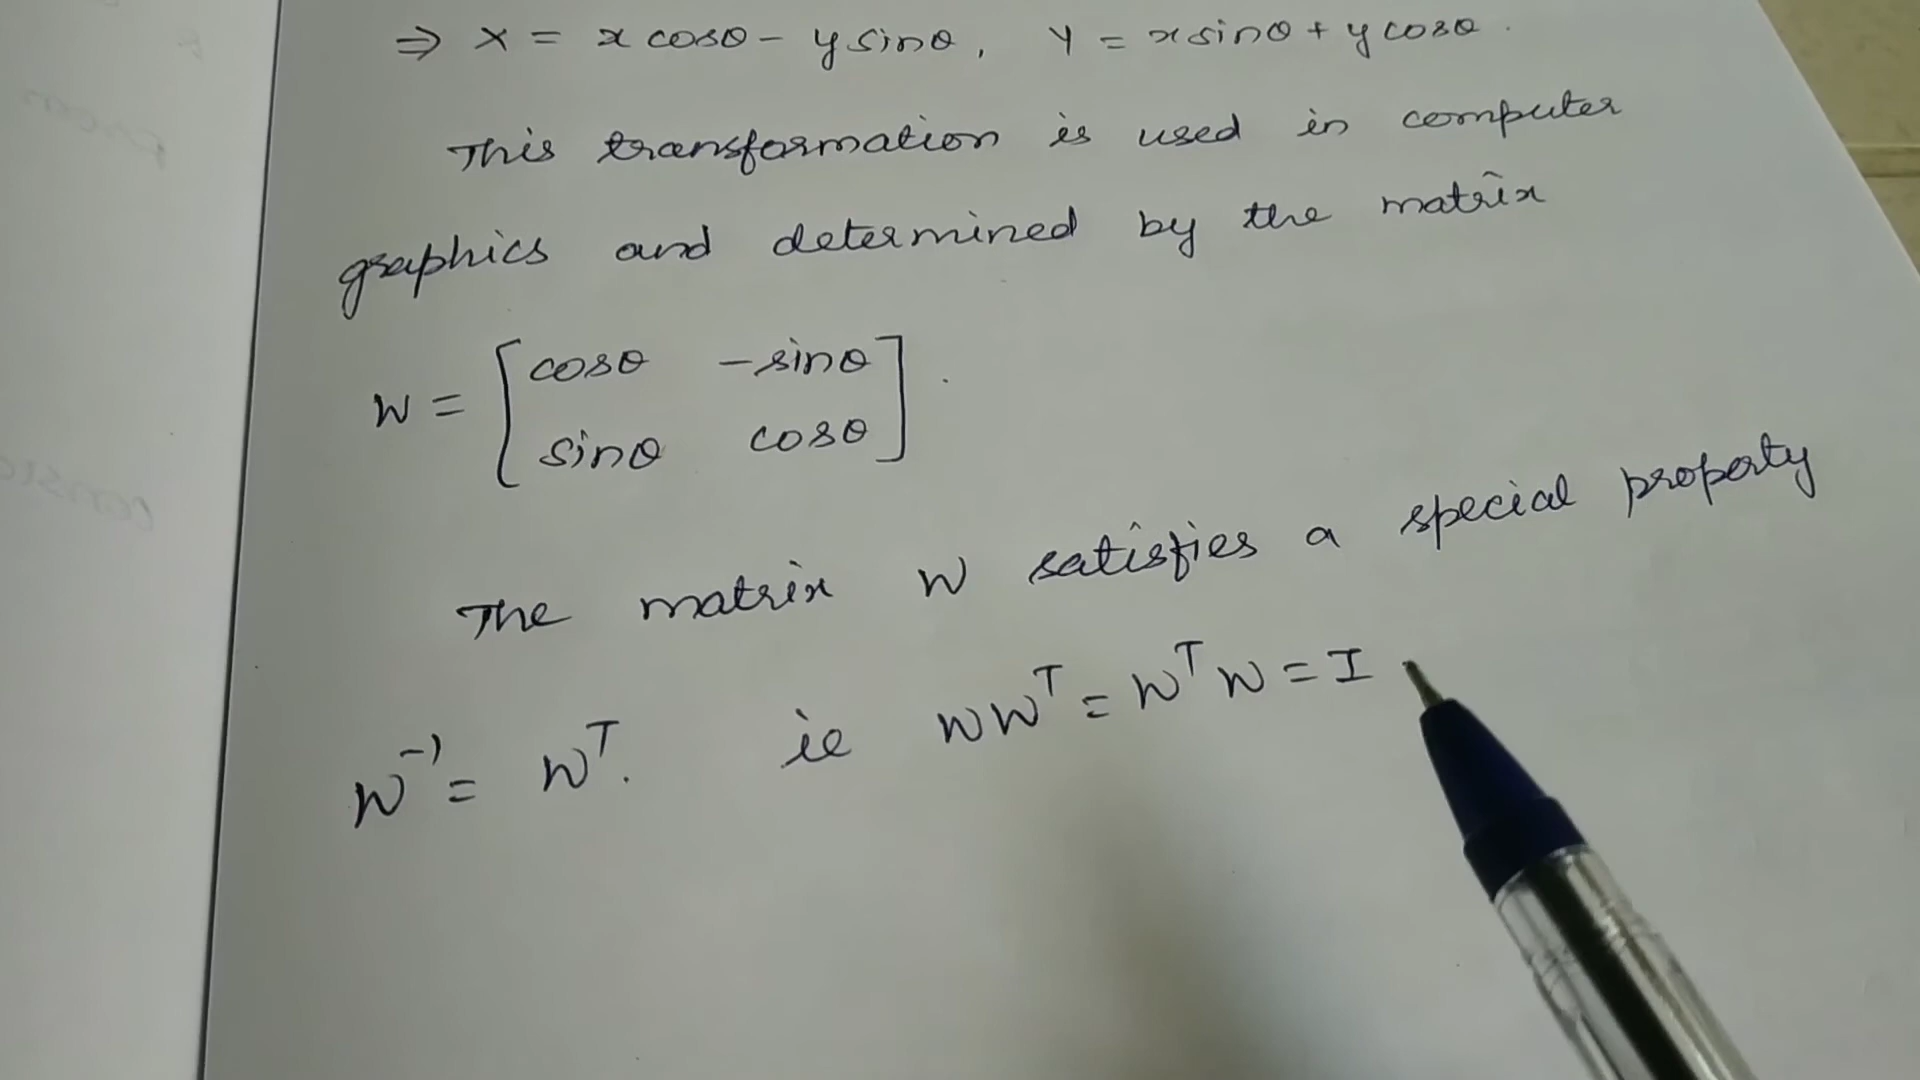 ⇒ X = x cosθ - y sinθ, Y = x sinθ + y cosθ.
This transformation is used in computer
graphics and determined by the matrix
W = [cosθ -sinθ
sinθ cosθ].
The matrix W satisfies a special property
W⁻¹ = Wᵀ. ie WWᵀ = WᵀW = I